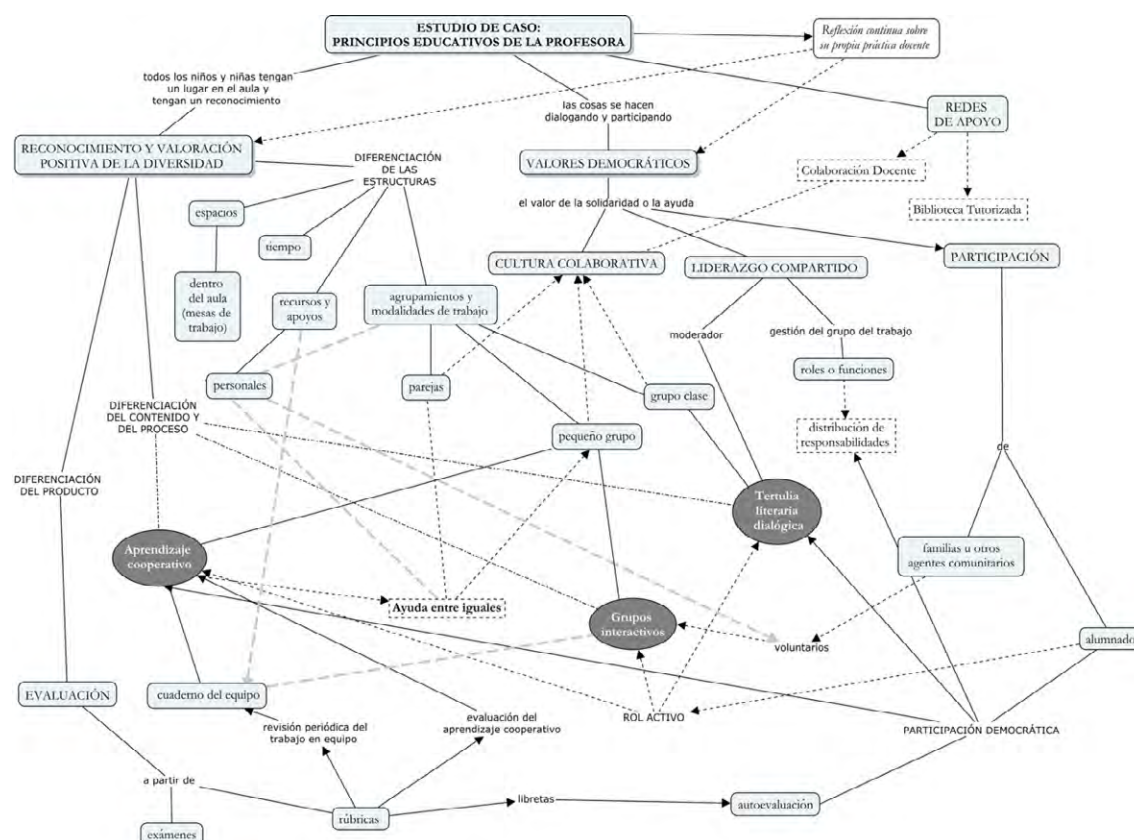 ESTUDIO DE CASO:
PRINCIPIOS EDUCATIVOS DE LA PROFESORA
Reflexión continua sobre
su propia práctica docente
todos los niños y niñas tengan
un lugar en el aula y
tengan un reconocimiento
las cosas se hacen
dialogando y participando
REDES
DE APOYO
RECONOCIMIENTO Y VALORACIÓN
POSITIVA DE LA DIVERSIDAD
DIFERENCIACIÓN
DE LAS
ESTRUCTURAS
VALORES DEMOCRÁTICOS
Colaboración Docente
Biblioteca Tutorizada
espacios
tiempo
el valor de la solidaridad o la ayuda
CULTURA COLABORATIVA
LIDERAZGO COMPARTIDO
PARTICIPACIÓN
dentro
del aula
(mesas de
trabajo)
recursos y
apoyos
agrupamientos y
modalidades de trabajo
moderador
gestión del grupo del trabajo
personales
parejas
grupo clase
roles o funciones
DIFERENCIACIÓN
DEL CONTENIDO Y
DEL PROCESO
pequeño grupo
distribución de
responsabilidades
de
DIFERENCIACIÓN
DEL PRODUCTO
Tertulia
literaria
dialógica
Aprendizaje
cooperativo
familias u otros
agentes comunitarios
Ayuda entre iguales
Grupos
interactivos
voluntarios
alumnado
EVALUACIÓN
cuaderno del equipo
revisión periódica del
trabajo en equipo
evaluación del
aprendizaje cooperativo
ROL ACTIVO
PARTICIPACIÓN DEMOCRÁTICA
a partir de
libretas
autoevaluación
rúbricas
exámenes